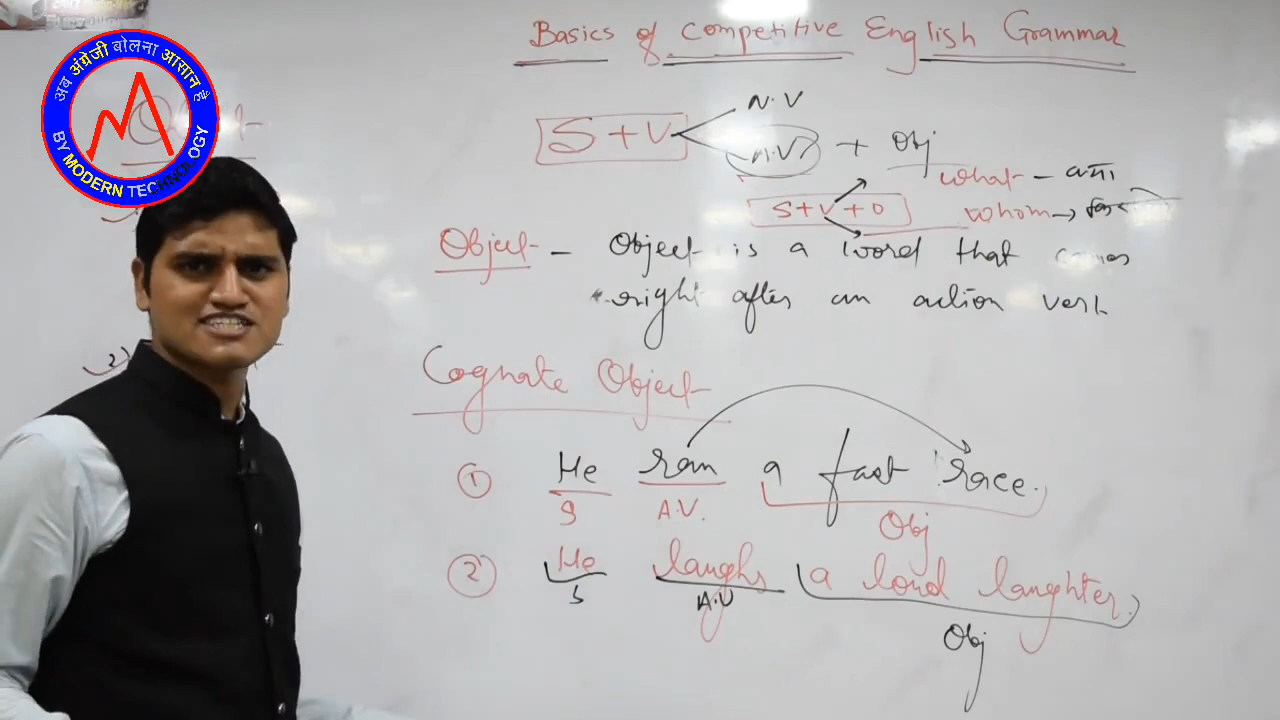 अब अंग्रेजी बोलना आसान है
BY MODERN TECHNOLOGY
Basics of Competitive English Grammar
N.V
S + V
A.V + Obj
what -
S + V + O
whom →
Object - Object is a word that comes
right after an action verb
Cognate Object
① He ran a fast race.
S A.V. Obj
2)
② He laughs a loud laughter.
S A.V Obj